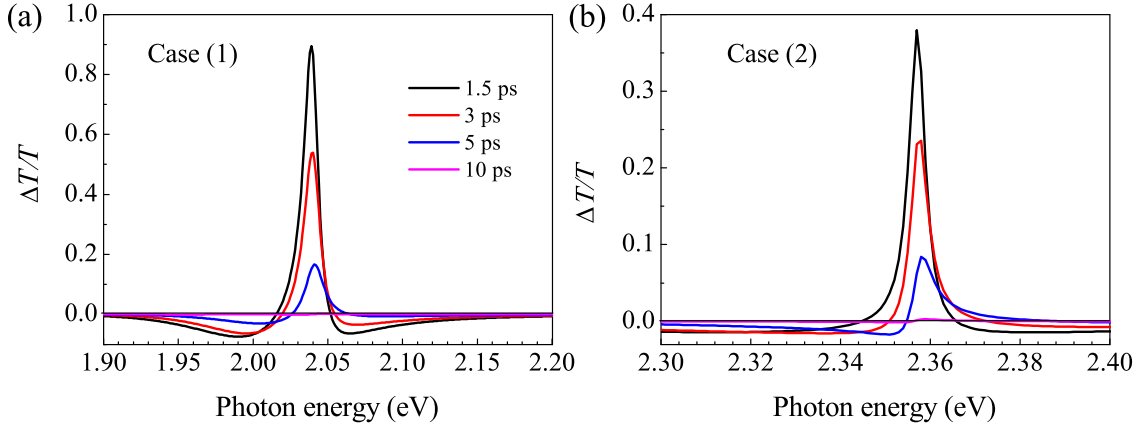 (a)
1.0
0.8
0.6
0.4
0.2
0.0
ΔT/T
Case (1)
1.5 ps
3 ps
5 ps
10 ps
1.90 1.95 2.00 2.05 2.10 2.15 2.20
Photon energy (eV)
(b)
0.4
0.3
0.2
0.1
0.0
ΔT/T
Case (2)
2.30 2.32 2.34 2.36 2.38 2.40
Photon energy (eV)